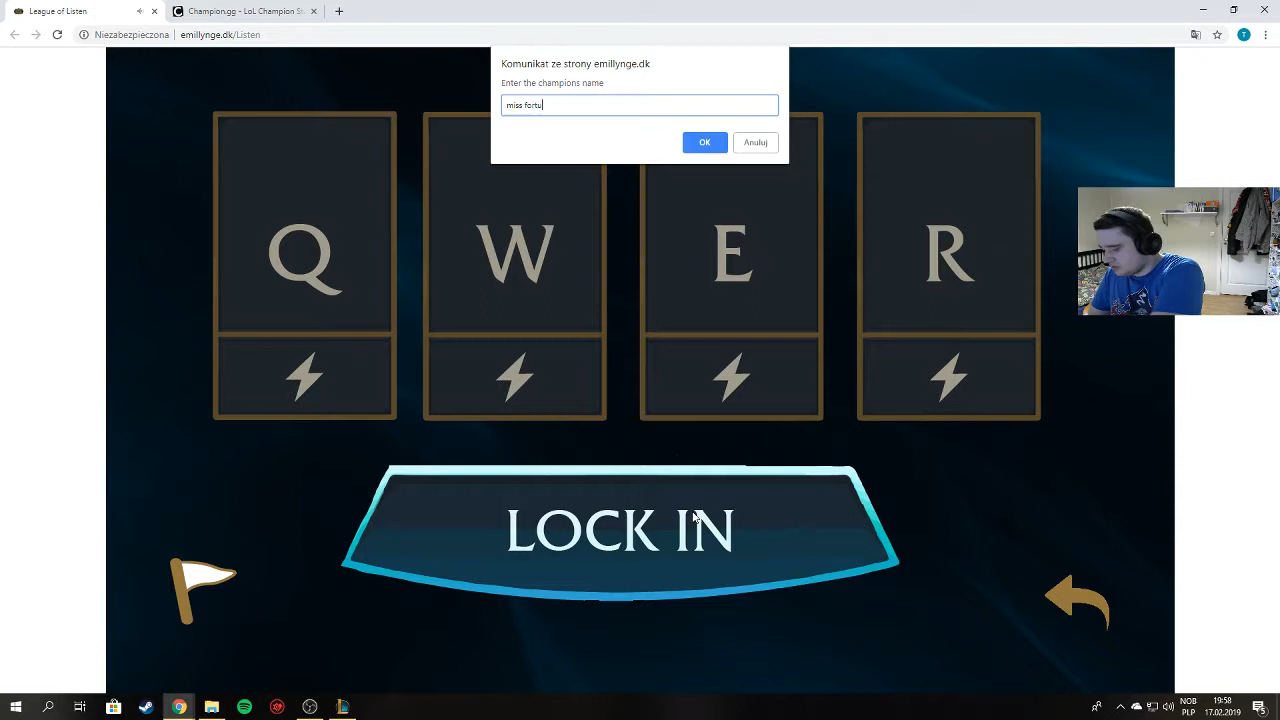 League of Listen
Champion.gg - LoL Champion St
Niezabezpieczona
emillynge.dk/Listen
T
Komunikat ze strony emillynge.dk
Enter the champions name
miss fortu
OK
Anuluj
Q
W
E
R
LOCK IN
NOB
PLP
19:58
17.02.2019
5